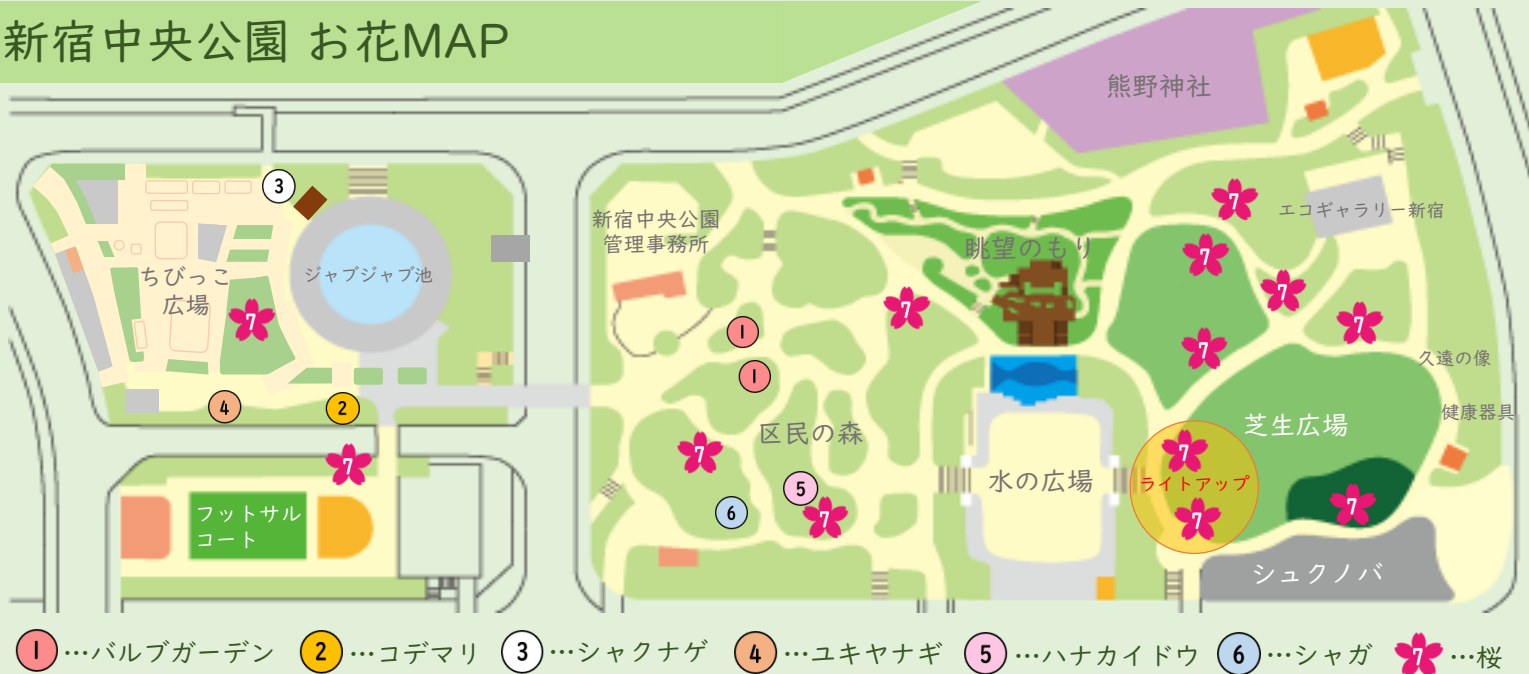 新宿中央公園 お花MAP
熊野神社
3
新宿中央公園
管理事務所
7
エコギャラリー新宿
眺望のもり
7
ちびっこ
広場
ジャブジャブ池
7
7
7
7
7
1
7
久遠の像
1
4
2
健康器具
芝生広場
区民の森
7
7
7
水の広場
ライトアップ
5
6
7
7
7
フットサル
コート
シュクノバ
1…バルブガーデン 2…コデマリ 3…シャクナゲ 4…ユキヤナギ 5…ハナカイドウ 6…シャガ 7…桜